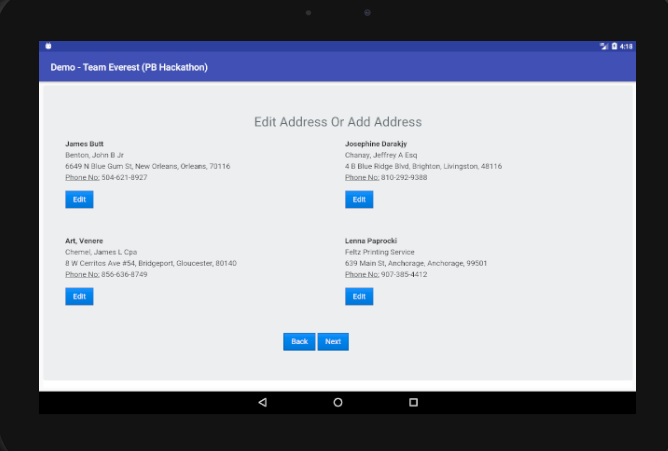 4:18
Demo - Team Everest (PB Hackathon)
Edit Address Or Add Address
James Butt
Benton, John B Jr
6649 N Blue Gum St, New Orleans, Orleans, 70116
Phone No: 504-621-8927
Edit
Josephine Darakjy
Chanay, Jeffrey A Esq
4 B Blue Ridge Blvd, Brighton, Livingston, 48116
Phone No: 810-292-9388
Edit
Art, Venere
Chemel, James L Cpa
8 W Cerritos Ave #54, Bridgeport, Gloucester, 80140
Phone No: 856-636-8749
Edit
Lenna Paprocki
Feltz Printing Service
639 Main St, Anchorage, Anchorage, 99501
Phone No: 907-385-4412
Edit
Back Next